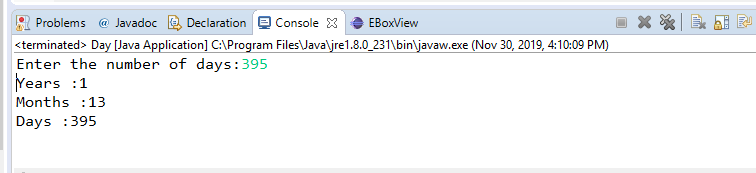 Problems @ Javadoc Declaration Console EBoxView
<terminated> Day [Java Application] C:\Program Files\Java\jre1.8.0_231\bin\javaw.exe (Nov 30, 2019, 4:10:09 PM)
Enter the number of days:395
Years :1
Months :13
Days :395